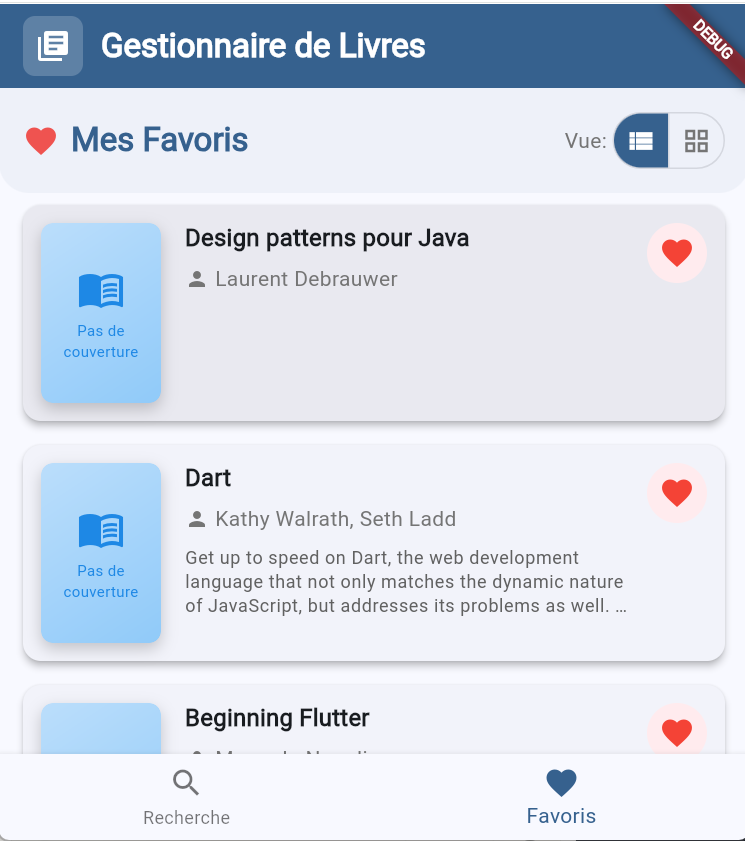 Gestionnaire de Livres
DEBUG
Mes Favoris
Vue:
Design patterns pour Java
Laurent Debrauwer
Pas de
couverture
Dart
Kathy Walrath, Seth Ladd
Get up to speed on Dart, the web development
language that not only matches the dynamic nature
of JavaScript, but addresses its problems as well. …
Pas de
couverture
Beginning Flutter
Recherche
Favoris